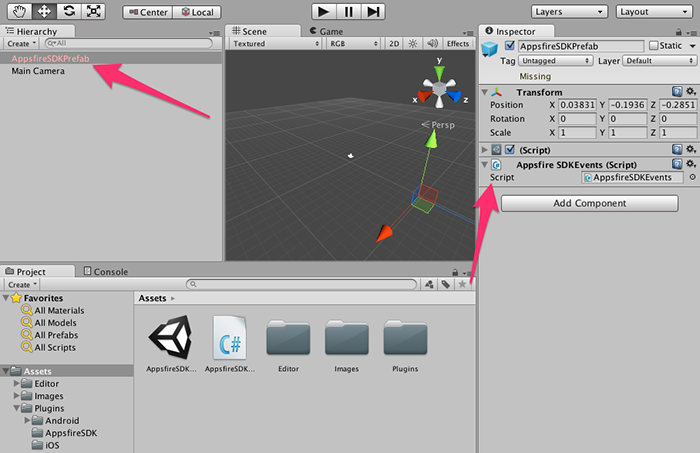 Center Local Layers Layout
Hierarchy
Create All
AppsfireSDKPrefab
Main Camera
Scene Game
Textured RGB 2D Effects
y
x z
Persp
Inspector
AppsfireSDKPrefab Static
Tag Untagged Layer Default
Missing
Transform
Position X 0.03831 Y -0.1936 Z -0.2851
Rotation X 0 Y 0 Z 0
Scale X 1 Y 1 Z 1
(Script)
Appsfire SDKEvents (Script)
Script AppsfireSDKEvents
Add Component
Project Console
Create
Favorites
All Materials
All Models
All Prefabs
All Scripts
Assets
Editor
Images
Plugins
Android
AppsfireSDK
iOS
Assets
C#
AppsfireSDK... AppsfireSDK... Editor Images Plugins